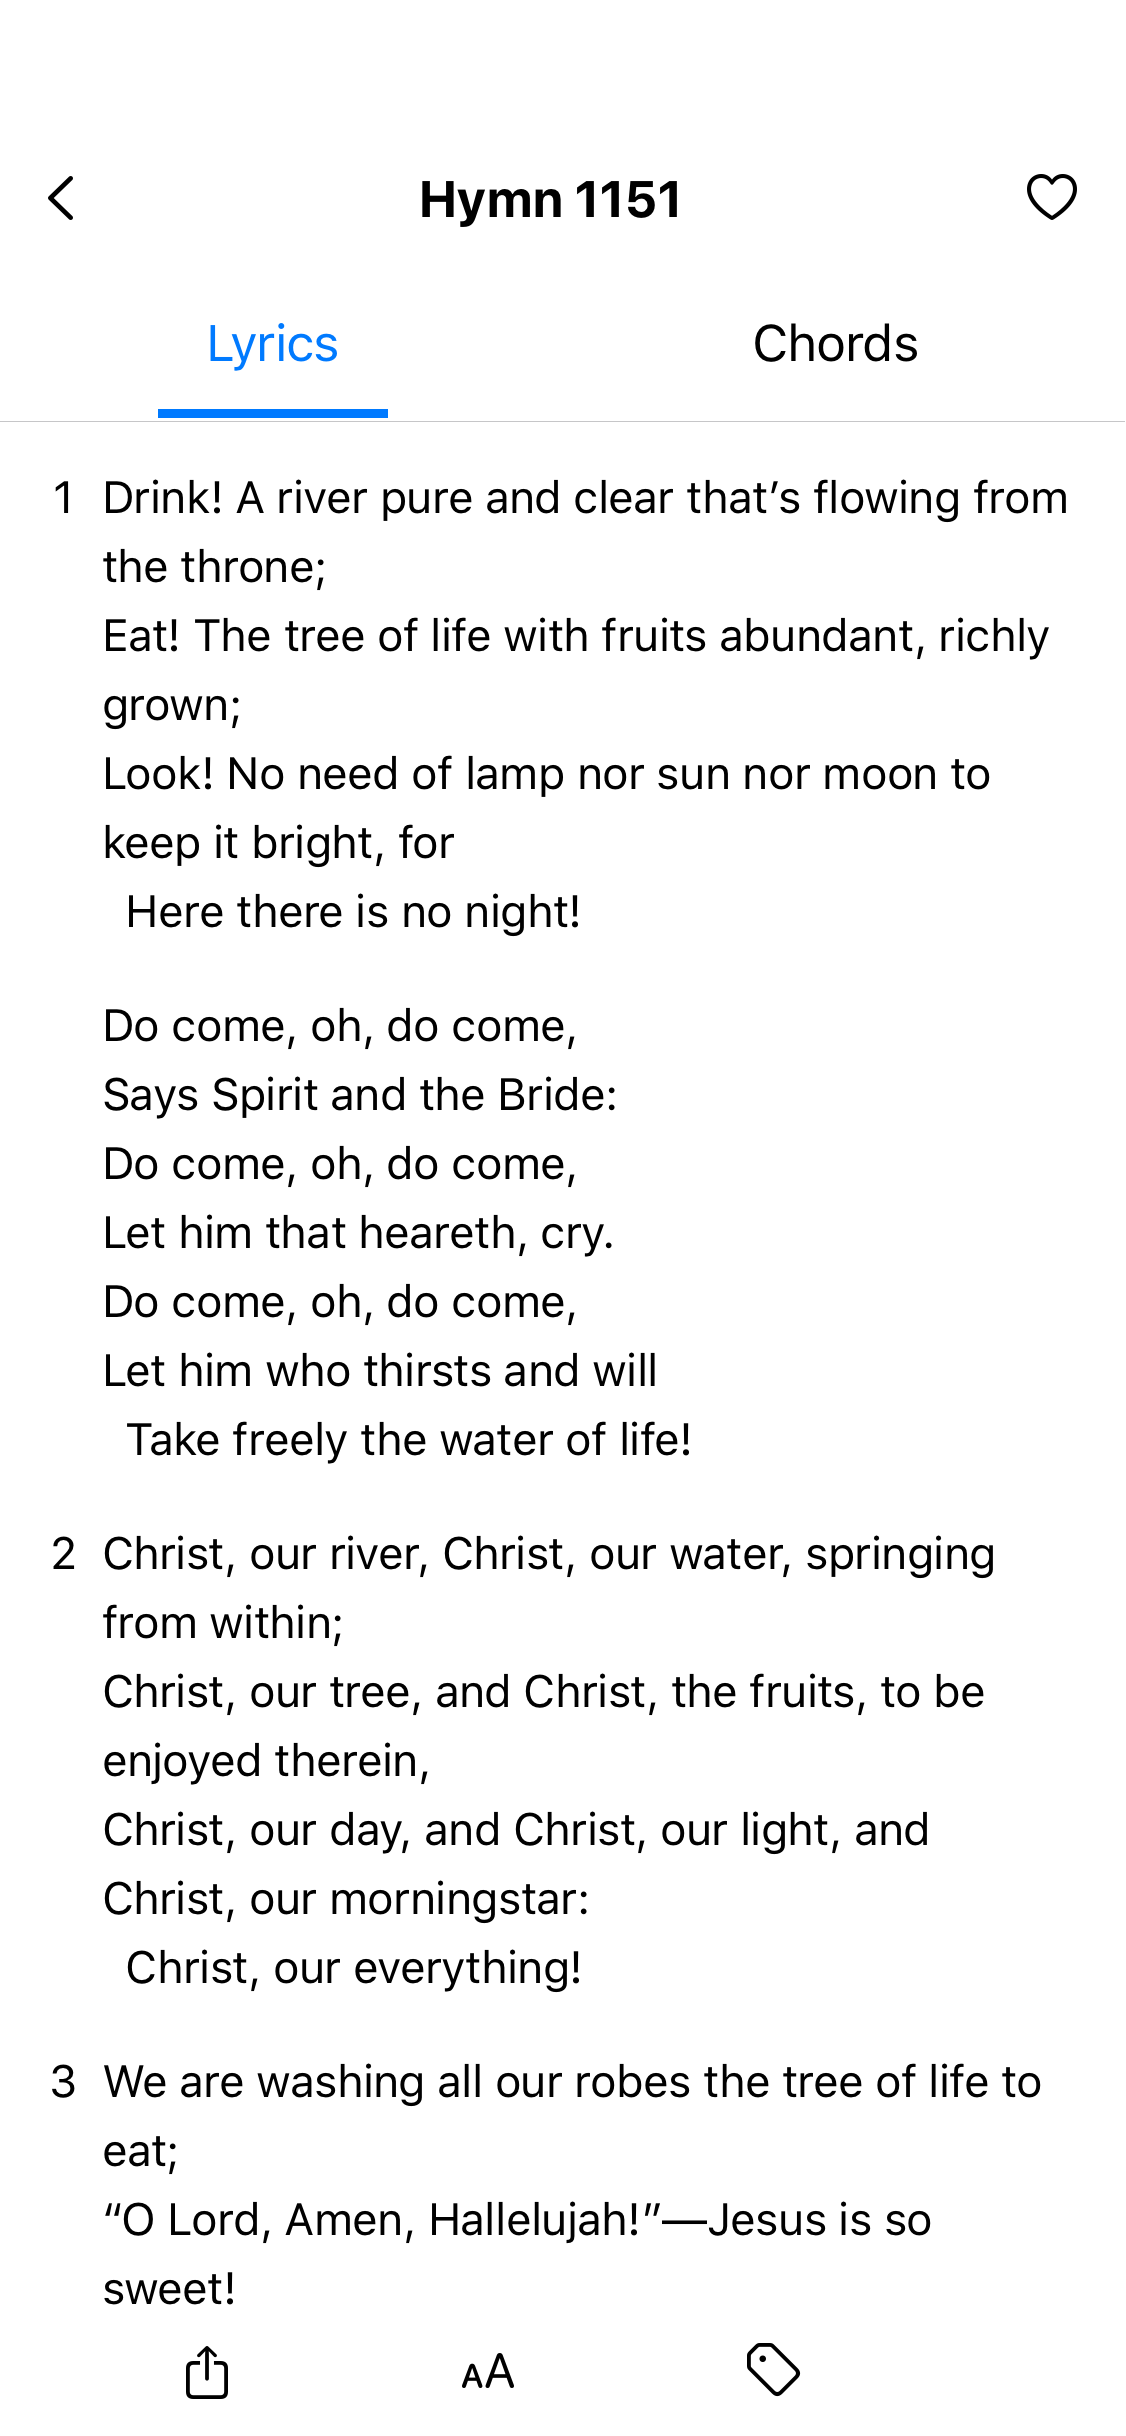 Hymn 1151
Lyrics
Chords
1 Drink! A river pure and clear that’s flowing from
the throne;
Eat! The tree of life with fruits abundant, richly
grown;
Look! No need of lamp nor sun nor moon to
keep it bright, for
Here there is no night!
Do come, oh, do come,
Says Spirit and the Bride:
Do come, oh, do come,
Let him that heareth, cry.
Do come, oh, do come,
Let him who thirsts and will
Take freely the water of life!
2 Christ, our river, Christ, our water, springing
from within;
Christ, our tree, and Christ, the fruits, to be
enjoyed therein,
Christ, our day, and Christ, our light, and
Christ, our morningstar:
Christ, our everything!
3 We are washing all our robes the tree of life to
eat;
“O Lord, Amen, Hallelujah!”—Jesus is so
sweet!
AA